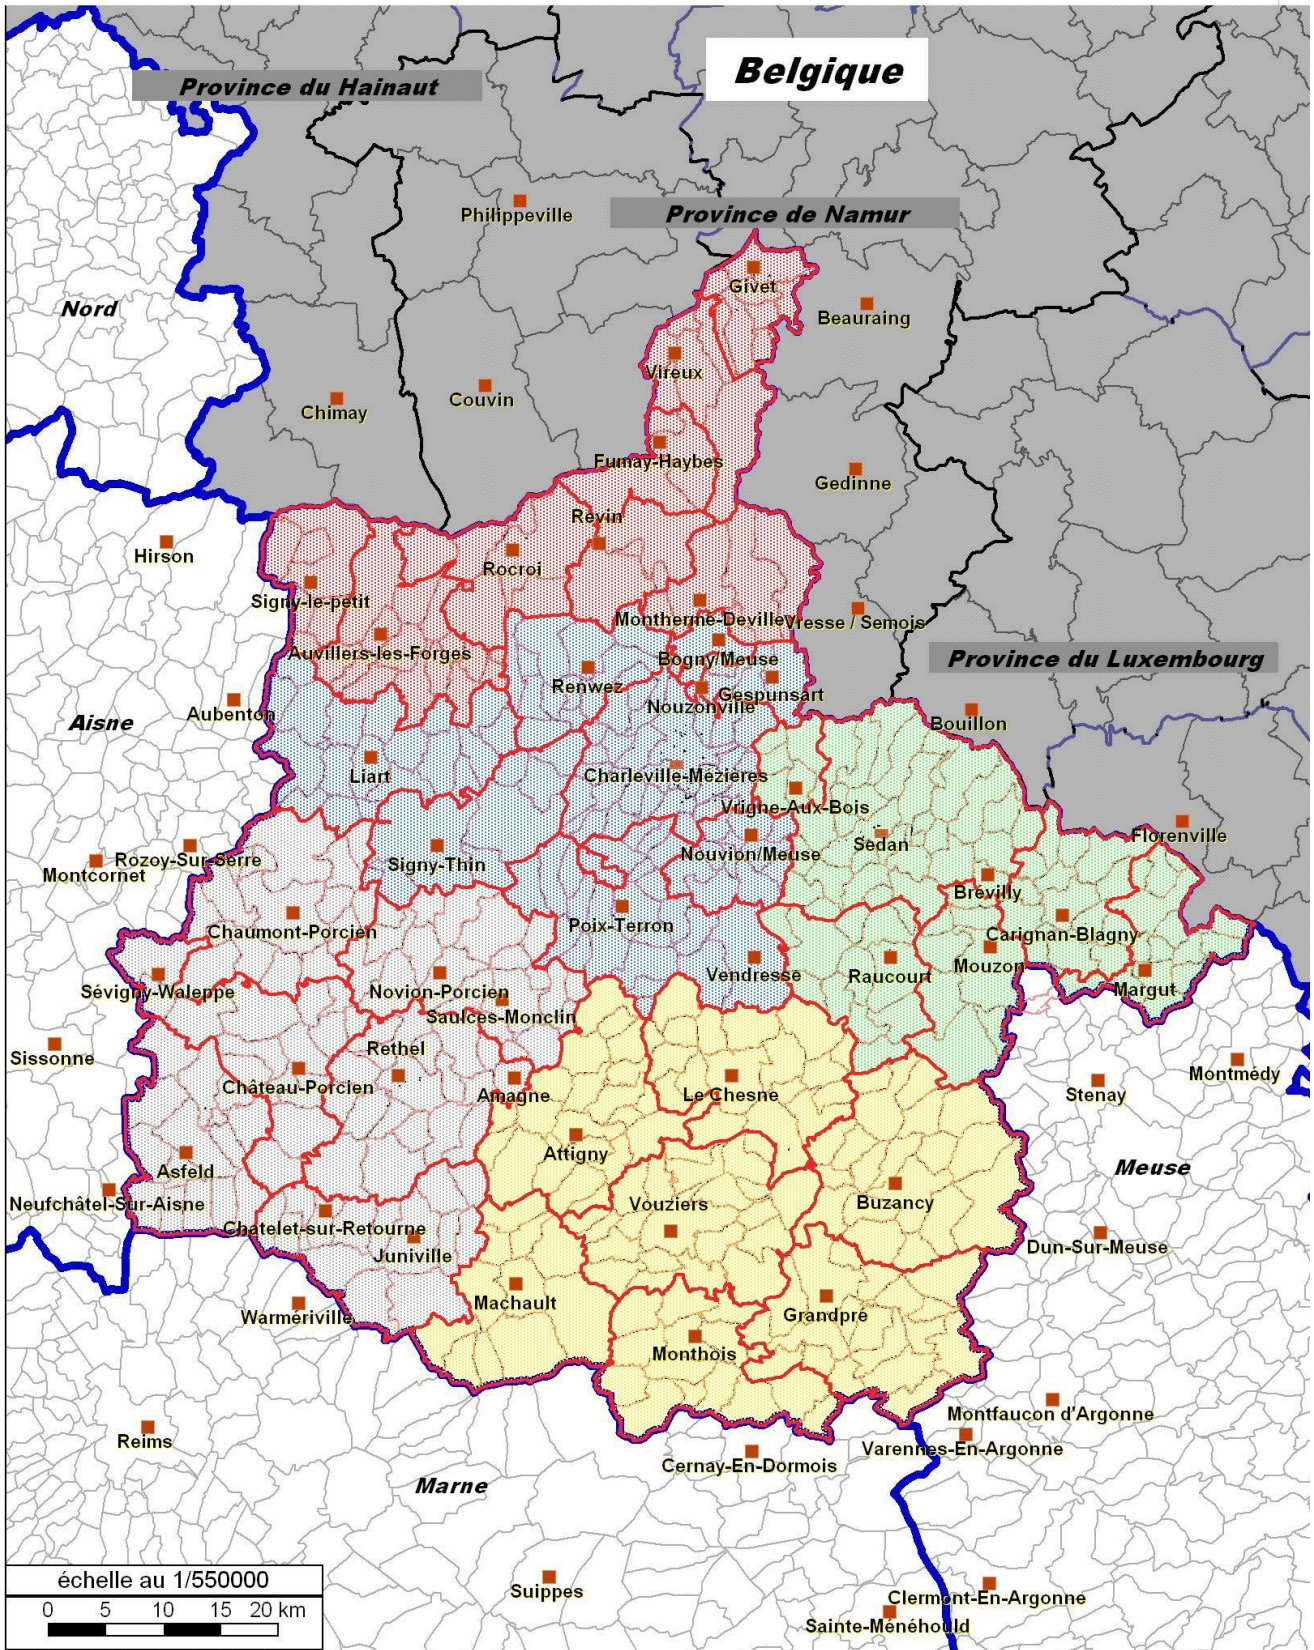 Belgique
Province du Hainaut
Philippeville
Province de Namur
Givet
Nord
Beauraing
Vireux
Couvin
Chimay
Fumay-Haybes
Gedinne
Revin
Hirson
Rocroi
Signy-le-petit
Montherme-Deville
Vresse / Semois
Auvillers-les-Forges
Bogny/Meuse
Province du Luxembourg
Renwez
Gespunsart
Nouzonville
Aubenton
Aisne
Bouillon
Liart
Charleville-Mézières
Vrigne-Aux-Bois
Florenville
Sedan
Nouvion/Meuse
Rozoy-Sur-Serre
Signy-Thin
Montcornet
Brévilly
Poix-Terron
Chaumont-Porcien
Carignan-Blagny
Mouzon
Vendresse
Raucourt
Sévigny-Waleppe
Novion-Porcien
Margut
Saulces-Monclin
Rethel
Sissonne
Montmédy
Château-Porcien
Amagne
Le Chesne
Stenay
Attigny
Asfeld
Meuse
Neufchâtel-Sur-Aisne
Vouziers
Buzancy
Chatelet-sur-Retourne
Juniville
Dun-Sur-Meuse
Machault
Grandpré
Warmériville
Monthois
Montfaucon d'Argonne
Reims
Varennes-En-Argonne
Cernay-En-Dormois
Marne
échelle au 1/550000
0 5 10 15 20 km
Suippes
Clermont-En-Argonne
Sainte-Ménéhould